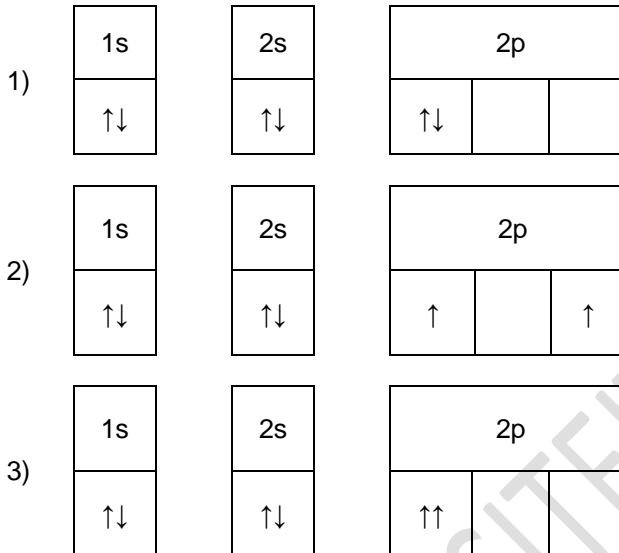 1s 2s 2p
1)
↑↓ ↑↓ ↑↓
1s 2s 2p
2)
↑↓ ↑↓ ↑ ↑
1s 2s 2p
3)
↑↓ ↑↓ ↑↑